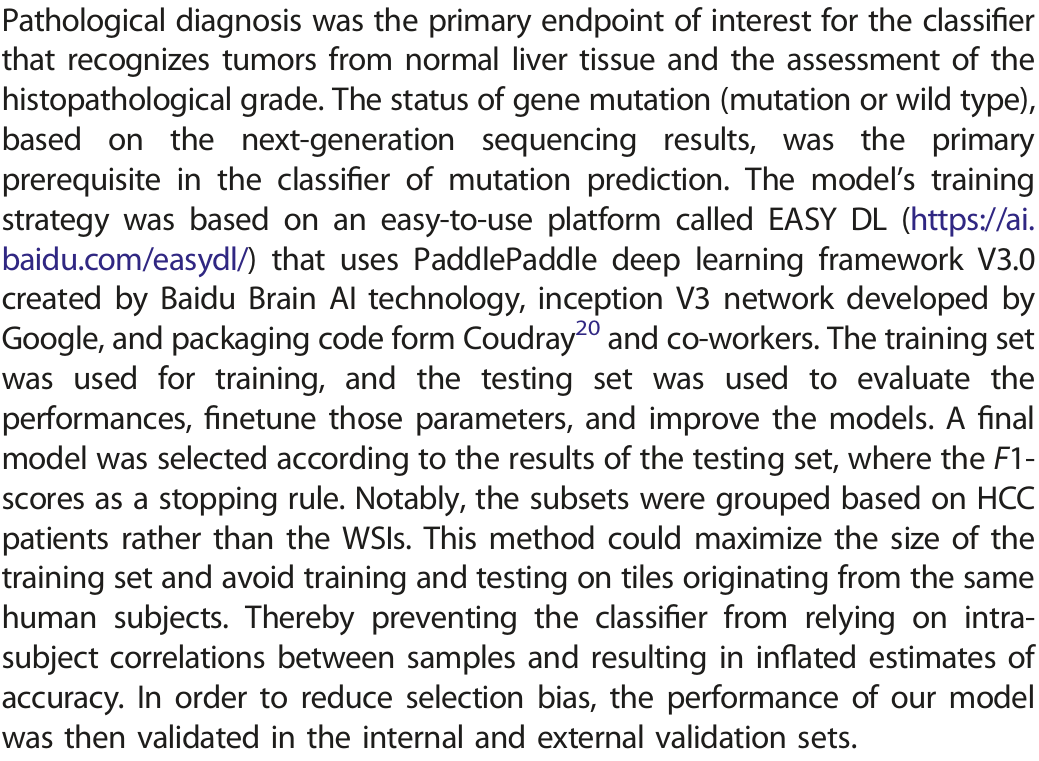 Pathological diagnosis was the primary endpoint of interest for the classifier
that recognizes tumors from normal liver tissue and the assessment of the
histopathological grade. The status of gene mutation (mutation or wild type),
based on the next-generation sequencing results, was the primary
prerequisite in the classifier of mutation prediction. The model’s training
strategy was based on an easy-to-use platform called EASY DL (https://ai.
baidu.com/easydl/) that uses PaddlePaddle deep learning framework V3.0
created by Baidu Brain AI technology, inception V3 network developed by
Google, and packaging code form Coudray20 and co-workers. The training set
was used for training, and the testing set was used to evaluate the
performances, finetune those parameters, and improve the models. A final
model was selected according to the results of the testing set, where the F1-
scores as a stopping rule. Notably, the subsets were grouped based on HCC
patients rather than the WSIs. This method could maximize the size of the
training set and avoid training and testing on tiles originating from the same
human subjects. Thereby preventing the classifier from relying on intra-
subject correlations between samples and resulting in inflated estimates of
accuracy. In order to reduce selection bias, the performance of our model
was then validated in the internal and external validation sets.